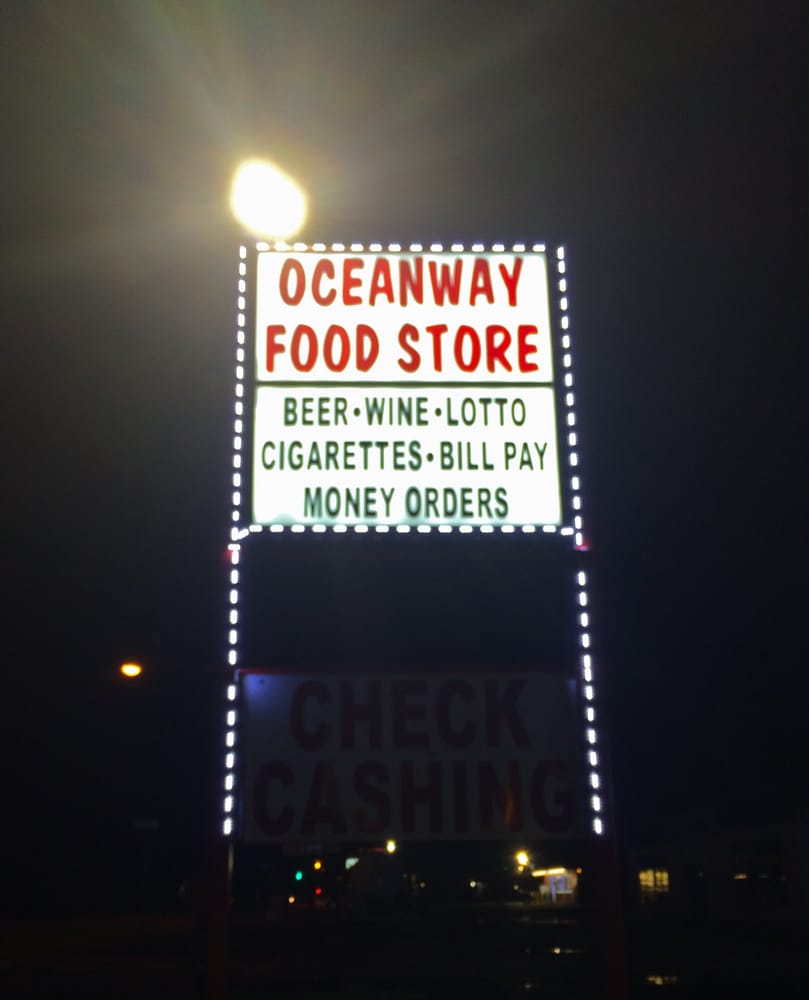 OCEANWAY
FOOD STORE
BEER•WINE•LOTTO
CIGARETTES•BILL PAY
MONEY ORDERS
CHECK
CASHING